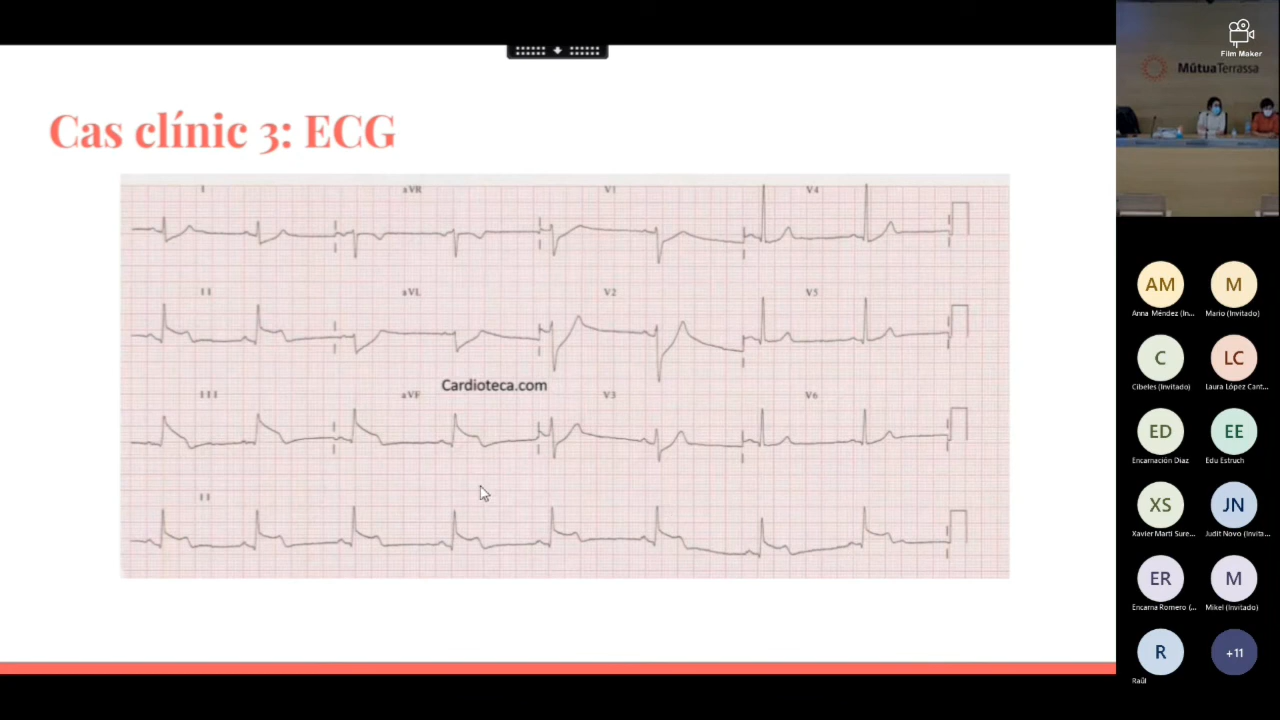 Cas clínic 3: ECG
I aVR V1 V4
II aVL V2 V5
Cardioteca.com
III aVF V3 V6
II
Film Maker
MútuaTerrassa
AM M
Anna Méndez (In... Mario (Invitado)
C LC
Cibeles (Invitado) Laura López Cant...
ED EE
Encarnación Diaz Edu Estruch
XS JN
Xavier Martí Sure... Judit Novo (Invita...
ER M
Encarna Romero (... Mikel (Invitado)
R +11
Raúl